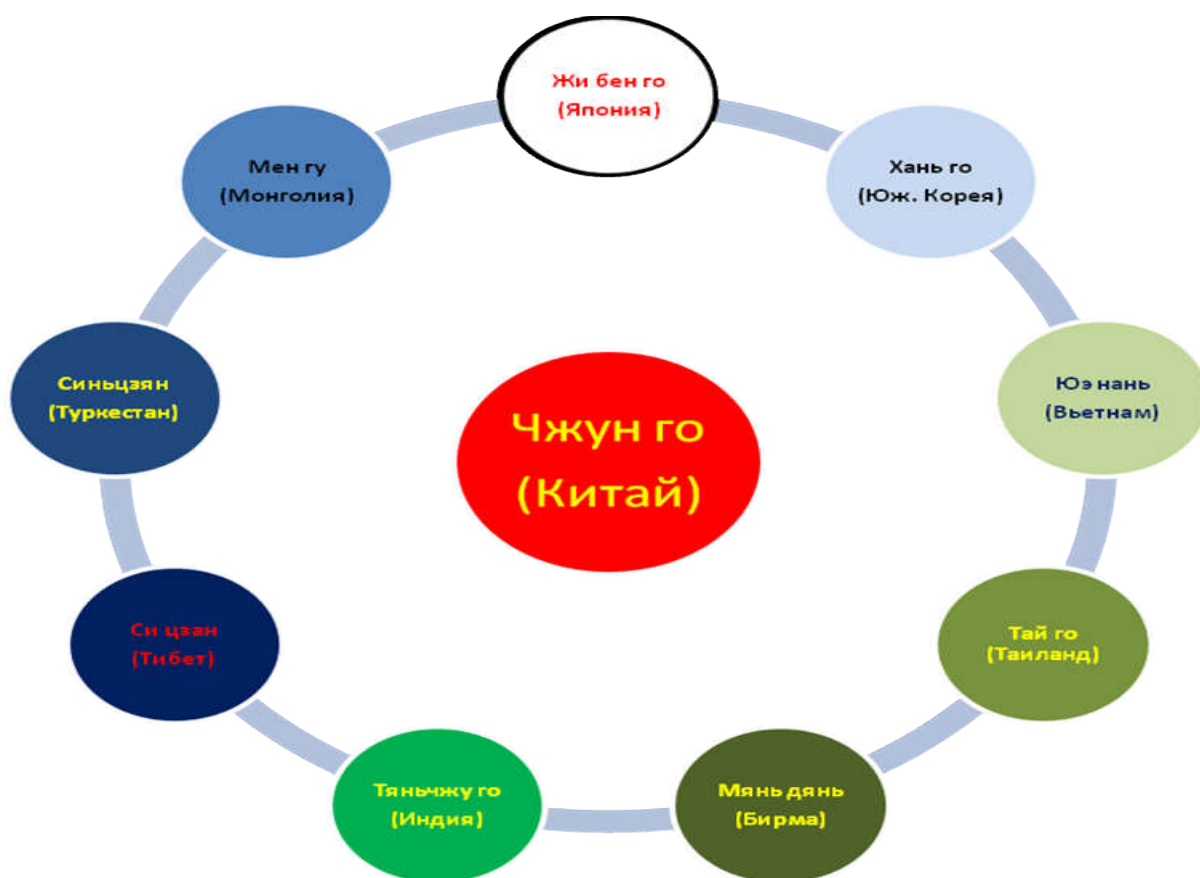 Жи бен го
(Япония)
Хань го
(Юж. Корея)
Юэ нань
(Вьетнам)
Тай го
(Таиланд)
Мянь дянь
(Бирма)
Тяньчжу го
(Индия)
Си цзан
(Тибет)
Синьцзян
(Туркестан)
Мен гу
(Монголия)
Чжун го
(Китай)